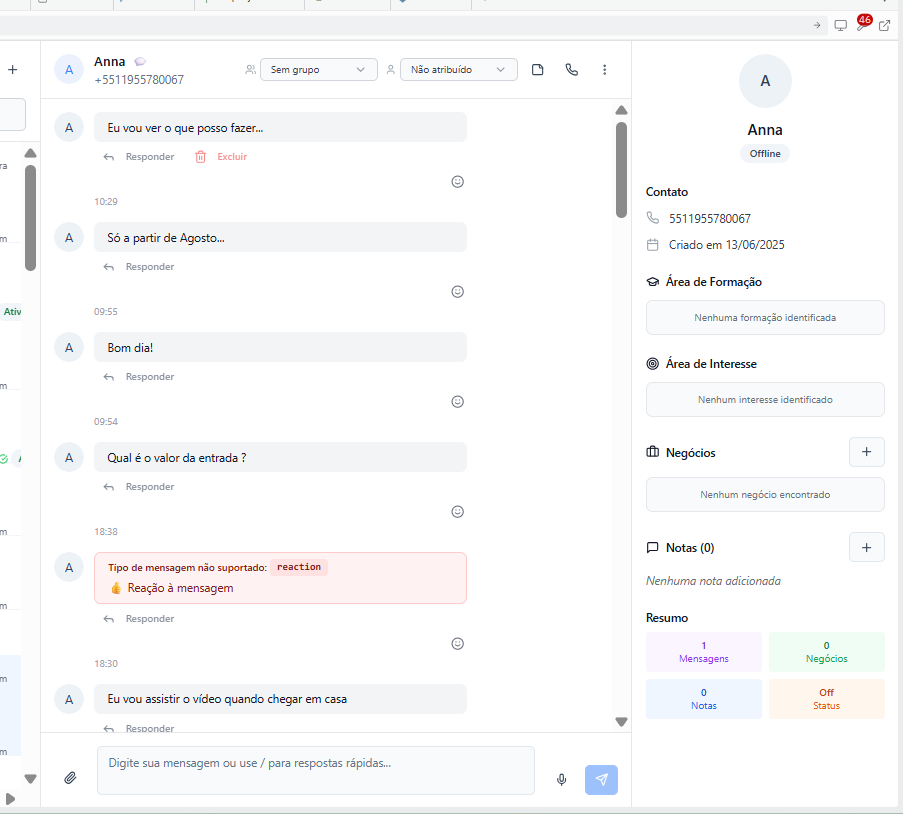 46
A
Anna
+5511955780067
Sem grupo
Não atribuído
A
Eu vou ver o que posso fazer...
Responder
Excluir
10:29
A
Só a partir de Agosto...
Responder
09:55
A
Bom dia!
Responder
09:54
A
Qual é o valor da entrada ?
Responder
18:38
A
Tipo de mensagem não suportado: reaction
👍 Reação à mensagem
Responder
18:30
A
Eu vou assistir o vídeo quando chegar em casa
Responder
Digite sua mensagem ou use / para respostas rápidas...
A
Anna
Offline
Contato
5511955780067
Criado em 13/06/2025
Área de Formação
Nenhuma formação identificada
Área de Interesse
Nenhum interesse identificado
Negócios
Nenhum negócio encontrado
Notas (0)
Nenhuma nota adicionada
Resumo
1
Mensagens
0
Negócios
0
Notas
Off
Status